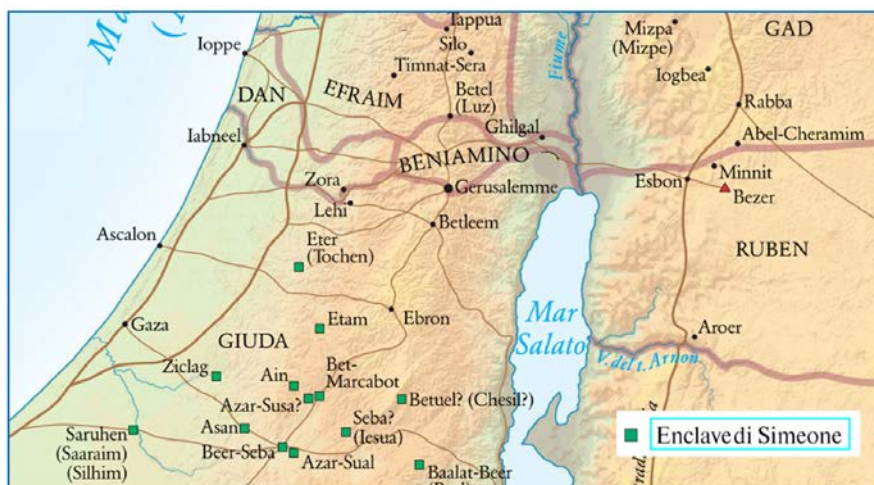 Tappua
Mizpa
(Mizpe)
GAD
Ioppe
Silo
Timnat-Sera
Fiume
Iogbea
DAN
EFRAIM
Betel
(Luz)
Rabba
Iabneel
Ghilgal
Abel-Cheramim
BENIAMINO
Minnit
Zora
Gerusalemme
Esbon
Bezer
Lehi
Betleem
Ascalon
Eter
(Tochen)
RUBEN
Mar
Salato
Gaza
Etam
Ebron
Aroer
GIUDA
V. del t. Arnon
Ziclag
Ain
Bet-
Marcabot
Azar-Susa?
Betuel? (Chesil?)
Asan
Seba?
(Iesua)
Saruhen
(Saaraim)
(Silhim)
Beer-Seba
Azar-Sual
Baalat-Beer
Enclave di Simeone